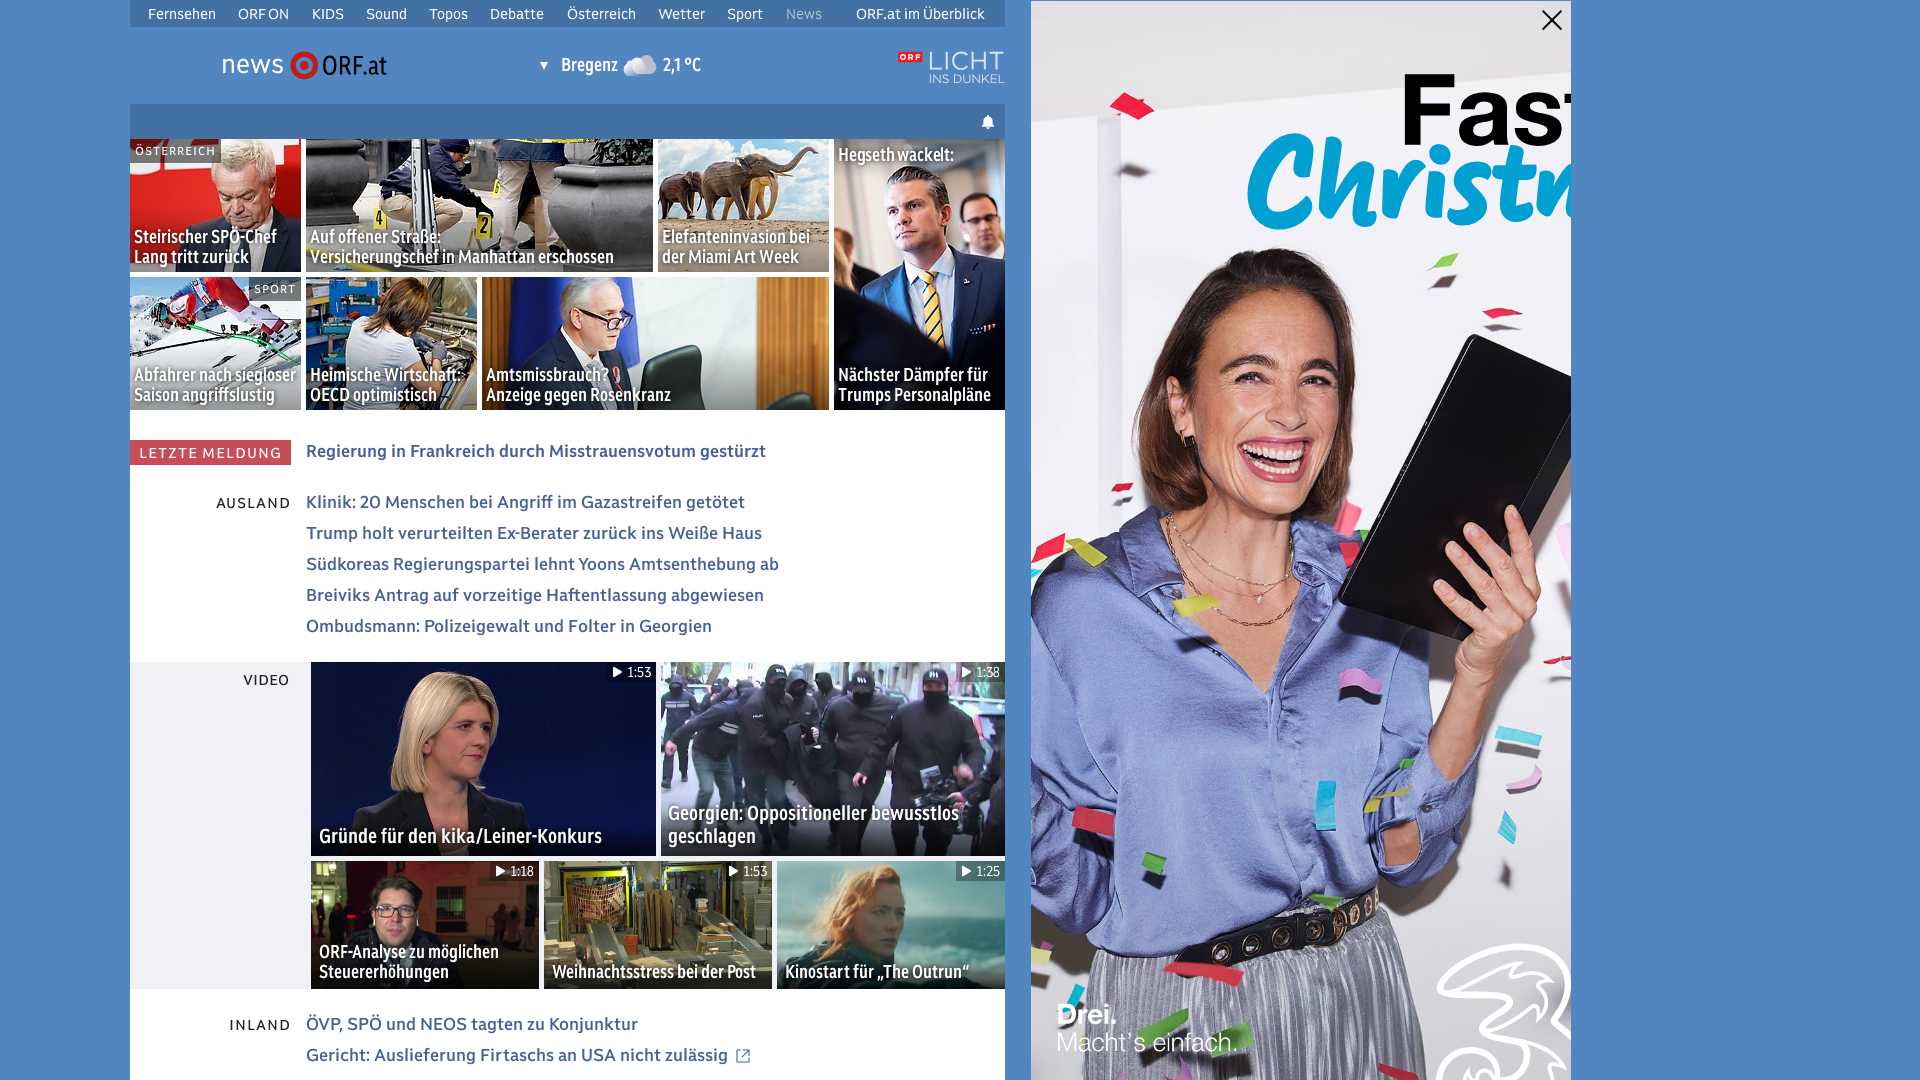 Fernsehen ORF ON KIDS Sound Topos Debatte Österreich Wetter Sport News ORF.at im Überblick
news ORF.at
Bregenz 2,1 °C
ORF LICHT
INS DUNKEL
ÖSTERREICH
Steirischer SPÖ-Chef
Lang tritt zurück
4
2
6
Auf offener Straße:
Versicherungschef in Manhattan erschossen
Elefanteninvasion bei
der Miami Art Week
Hegseth wackelt:
Nächster Dämpfer für
Trumps Personalpläne
SPORT
Abfahrer nach siegloser
Saison angriffslustig
Heimische Wirtschaft:
OECD optimistisch
Amtsmissbrauch?
Anzeige gegen Rosenkranz
LETZTE MELDUNG
Regierung in Frankreich durch Misstrauensvotum gestürzt
AUSLAND
Klinik: 20 Menschen bei Angriff im Gazastreifen getötet
Trump holt verurteilten Ex-Berater zurück ins Weiße Haus
Südkoreas Regierungspartei lehnt Yoons Amtsenthebung ab
Breiviks Antrag auf vorzeitige Haftentlassung abgewiesen
Ombudsmann: Polizeigewalt und Folter in Georgien
VIDEO
1:53
Gründe für den kika/Leiner-Konkurs
1:38
Georgien: Oppositioneller bewusstlos
geschlagen
1:18
ORF-Analyse zu möglichen
Steuererhöhungen
1:53
Weihnachtsstress bei der Post
1:25
Kinostart für „The Outrun“
INLAND
ÖVP, SPÖ und NEOS tagten zu Konjunktur
Gericht: Auslieferung Firtaschs an USA nicht zulässig
Fast
Christm
Drei.
Macht's einfach.